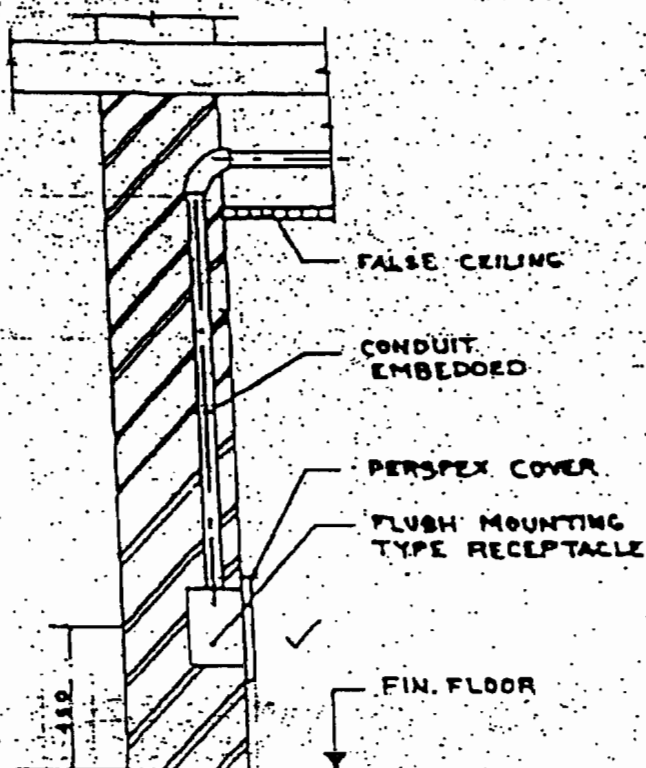 FALSE CEILING
CONDUIT
EMBEDDED
PERSPEX COVER
FLUSH MOUNTING
TYPE RECEPTACLE
FIN. FLOOR